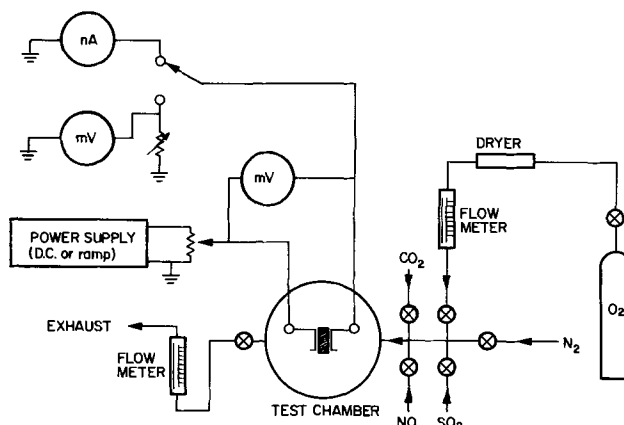 nA
mV
mV
DRYER
FLOW
METER
POWER SUPPLY
(D.C. or ramp)
CO₂
O₂
EXHAUST
FLOW
METER
N₂
TEST CHAMBER
NO
SO₂